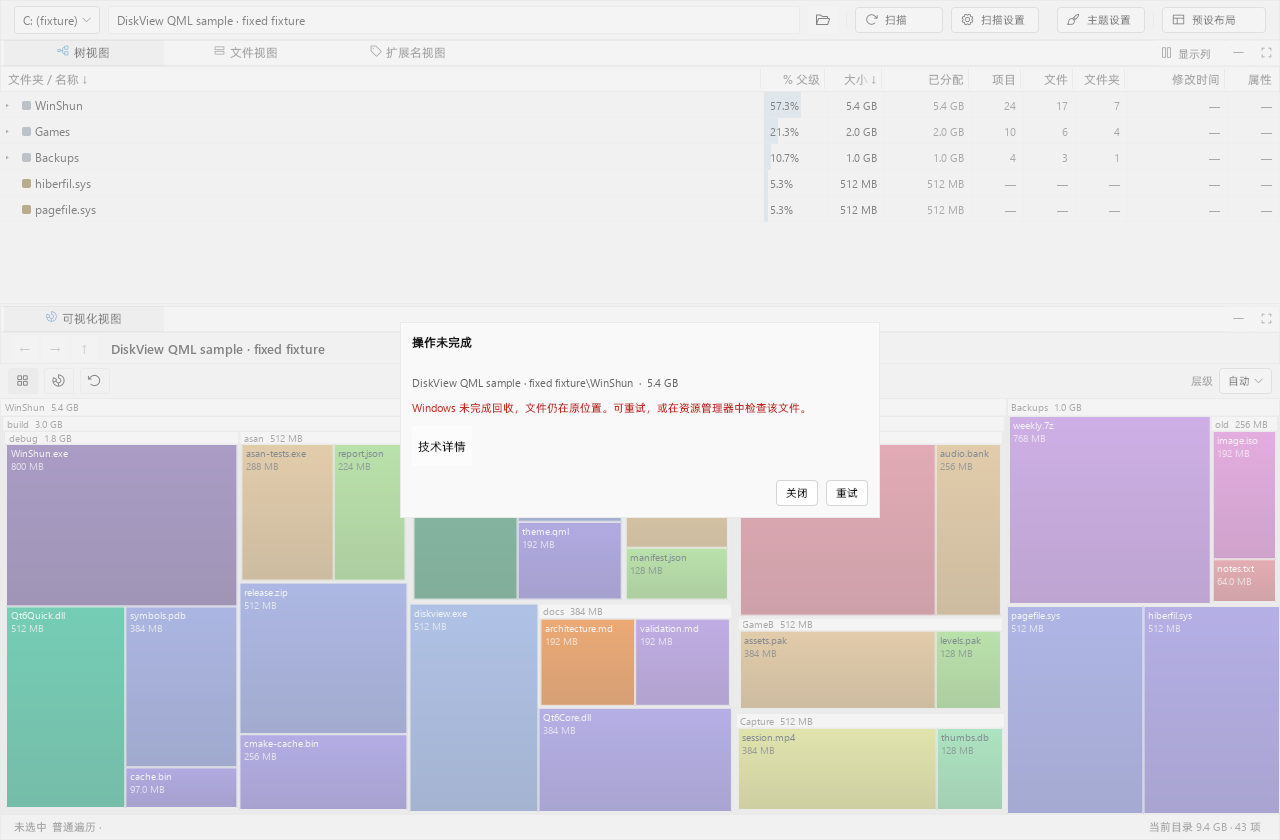 C: (fixture)
DiskView QML sample · fixed fixture
扫描
扫描设置
主题设置
预设布局
树视图
文件视图
扩展名视图
显示列
文件夹 / 名称 ↓ % 父级 大小 ↓ 已分配 项目 文件 文件夹 修改时间 属性
WinShun 57.3% 5.4 GB 5.4 GB 24 17 7 — —
Games 21.3% 2.0 GB 2.0 GB 10 6 4 — —
Backups 10.7% 1.0 GB 1.0 GB 4 3 1 — —
hiberfil.sys 5.3% 512 MB 512 MB — — — — —
pagefile.sys 5.3% 512 MB 512 MB — — — — —
可视化视图
← → ↑ DiskView QML sample · fixed fixture
层级 自动
操作未完成
DiskView QML sample · fixed fixture\WinShun · 5.4 GB
Windows 未完成回收，文件仍在原位置。可重试，或在资源管理器中检查该文件。
技术详情
关闭
重试
WinShun 5.4 GB
build 3.0 GB
debug 1.8 GB
WinShun.exe
800 MB
Qt6Quick.dll
512 MB
symbols.pdb
384 MB
cache.bin
97.0 MB
asan 512 MB
asan-tests.exe
288 MB
report.json
224 MB
release.zip
512 MB
cmake-cache.bin
256 MB
theme.qml
192 MB
manifest.json
128 MB
diskview.exe
512 MB
docs 384 MB
architecture.md
192 MB
validation.md
192 MB
Qt6Core.dll
384 MB
audio.bank
256 MB
GameB 512 MB
assets.pak
384 MB
levels.pak
128 MB
Capture 512 MB
session.mp4
384 MB
thumbs.db
128 MB
Backups 1.0 GB
weekly.7z
768 MB
old 256 MB
image.iso
192 MB
notes.txt
64.0 MB
pagefile.sys
512 MB
hiberfil.sys
512 MB
未选中 普通遍历 ·
当前目录 9.4 GB · 43 项